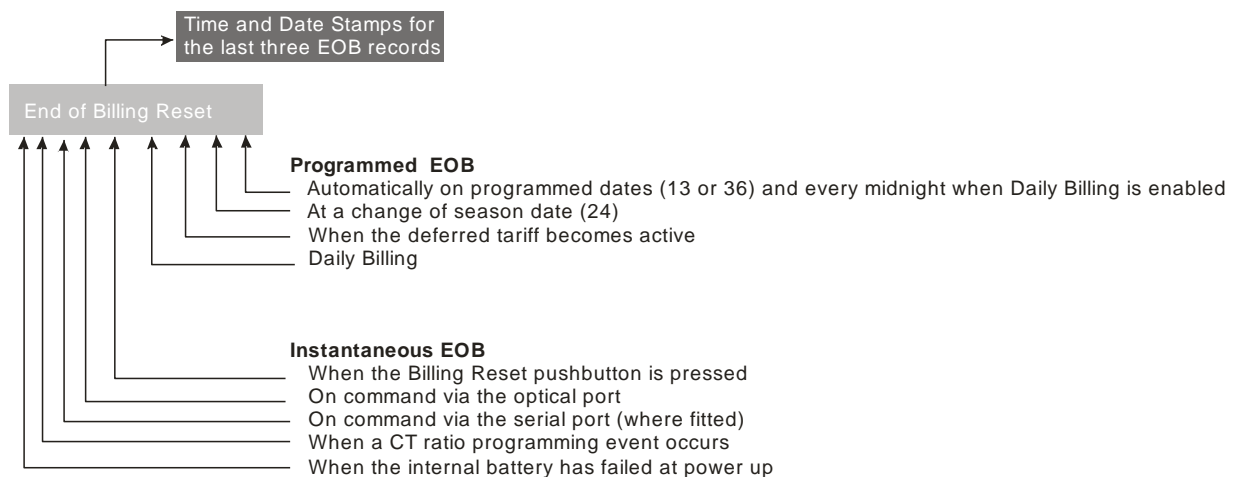 Time and Date Stamps for
the last three EOB records
End of Billing Reset
Programmed EOB
Automatically on programmed dates (13 or 36) and every midnight when Daily Billing is enabled
At a change of season date (24)
When the deferred tariff becomes active
Daily Billing
Instantaneous EOB
When the Billing Reset pushbutton is pressed
On command via the optical port
On command via the serial port (where fitted)
When a CT ratio programming event occurs
When the internal battery has failed at power up